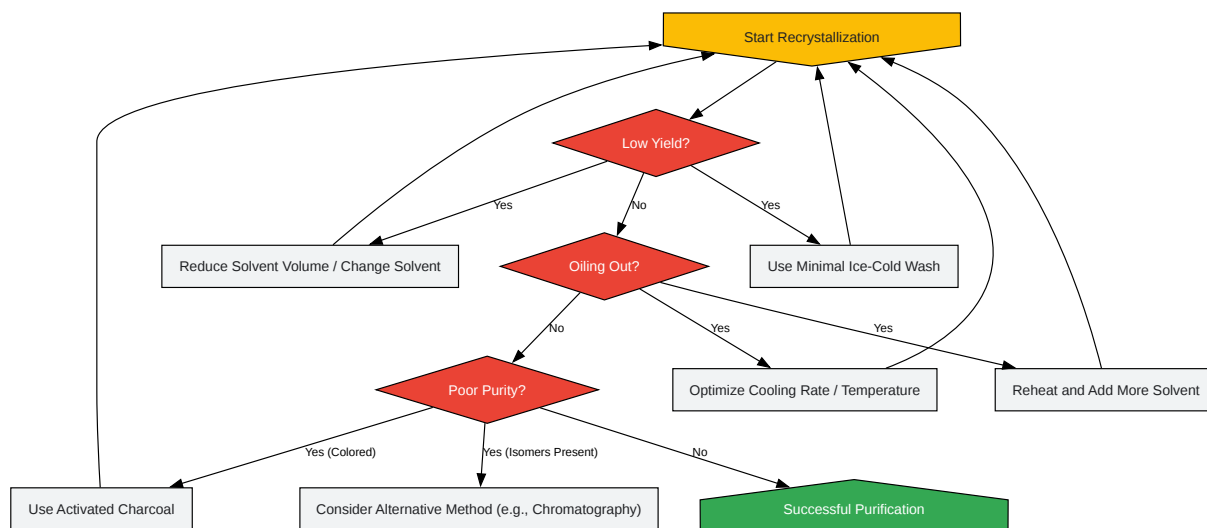 Start Recrystallization
Low Yield?
Yes
No
Yes
Reduce Solvent Volume / Change Solvent
Oiling Out?
Use Minimal Ice-Cold Wash
No
Yes
Yes
Poor Purity?
Optimize Cooling Rate / Temperature
Reheat and Add More Solvent
Yes (Colored)
Yes (Isomers Present)
No
Use Activated Charcoal
Consider Alternative Method (e.g., Chromatography)
Successful Purification